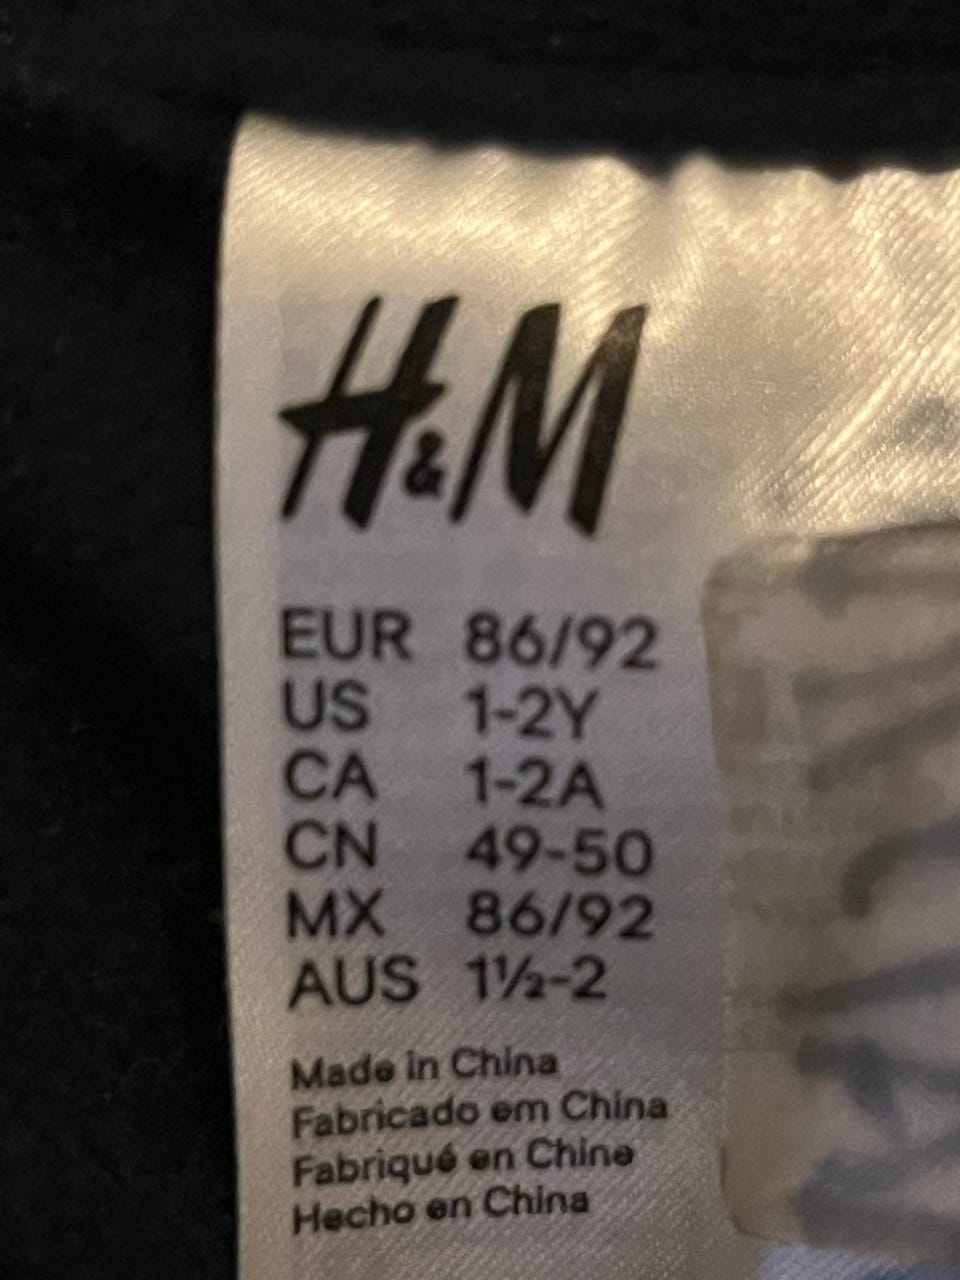 H&M
EUR 86/92
US 1-2Y
CA 1-2A
CN 49-50
MX 86/92
AUS 1½-2
Made in China
Fabricado em China
Fabriqué en Chine
Hecho en China